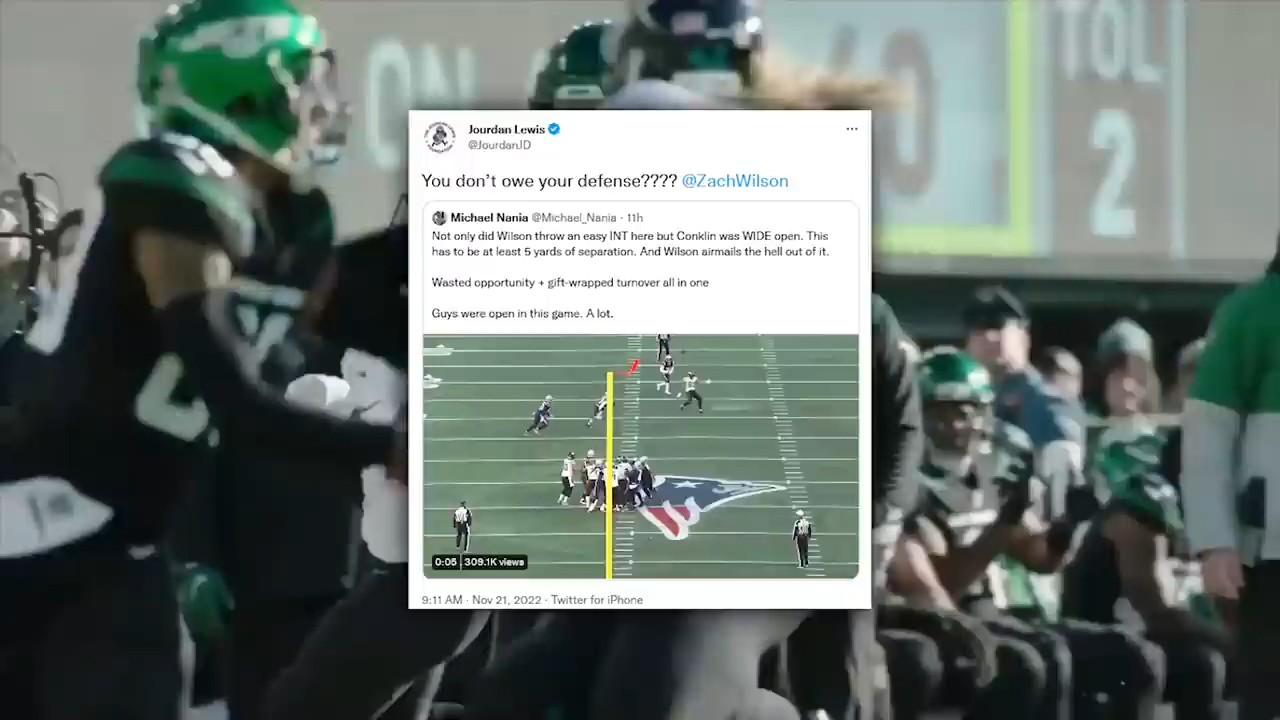 ON
TOL
2
Jourdan Lewis
@JourdanJD
You don't owe your defense???? @ZachWilson
Michael Nania @Michael_Nania · 11h
Not only did Wilson throw an easy INT here but Conklin was WIDE open. This
has to be at least 5 yards of separation. And Wilson airmails the hell out of it.
Wasted opportunity + gift-wrapped turnover all in one
Guys were open in this game. A lot.
0:05 309.1K views
9:11 AM · Nov 21, 2022 · Twitter for iPhone